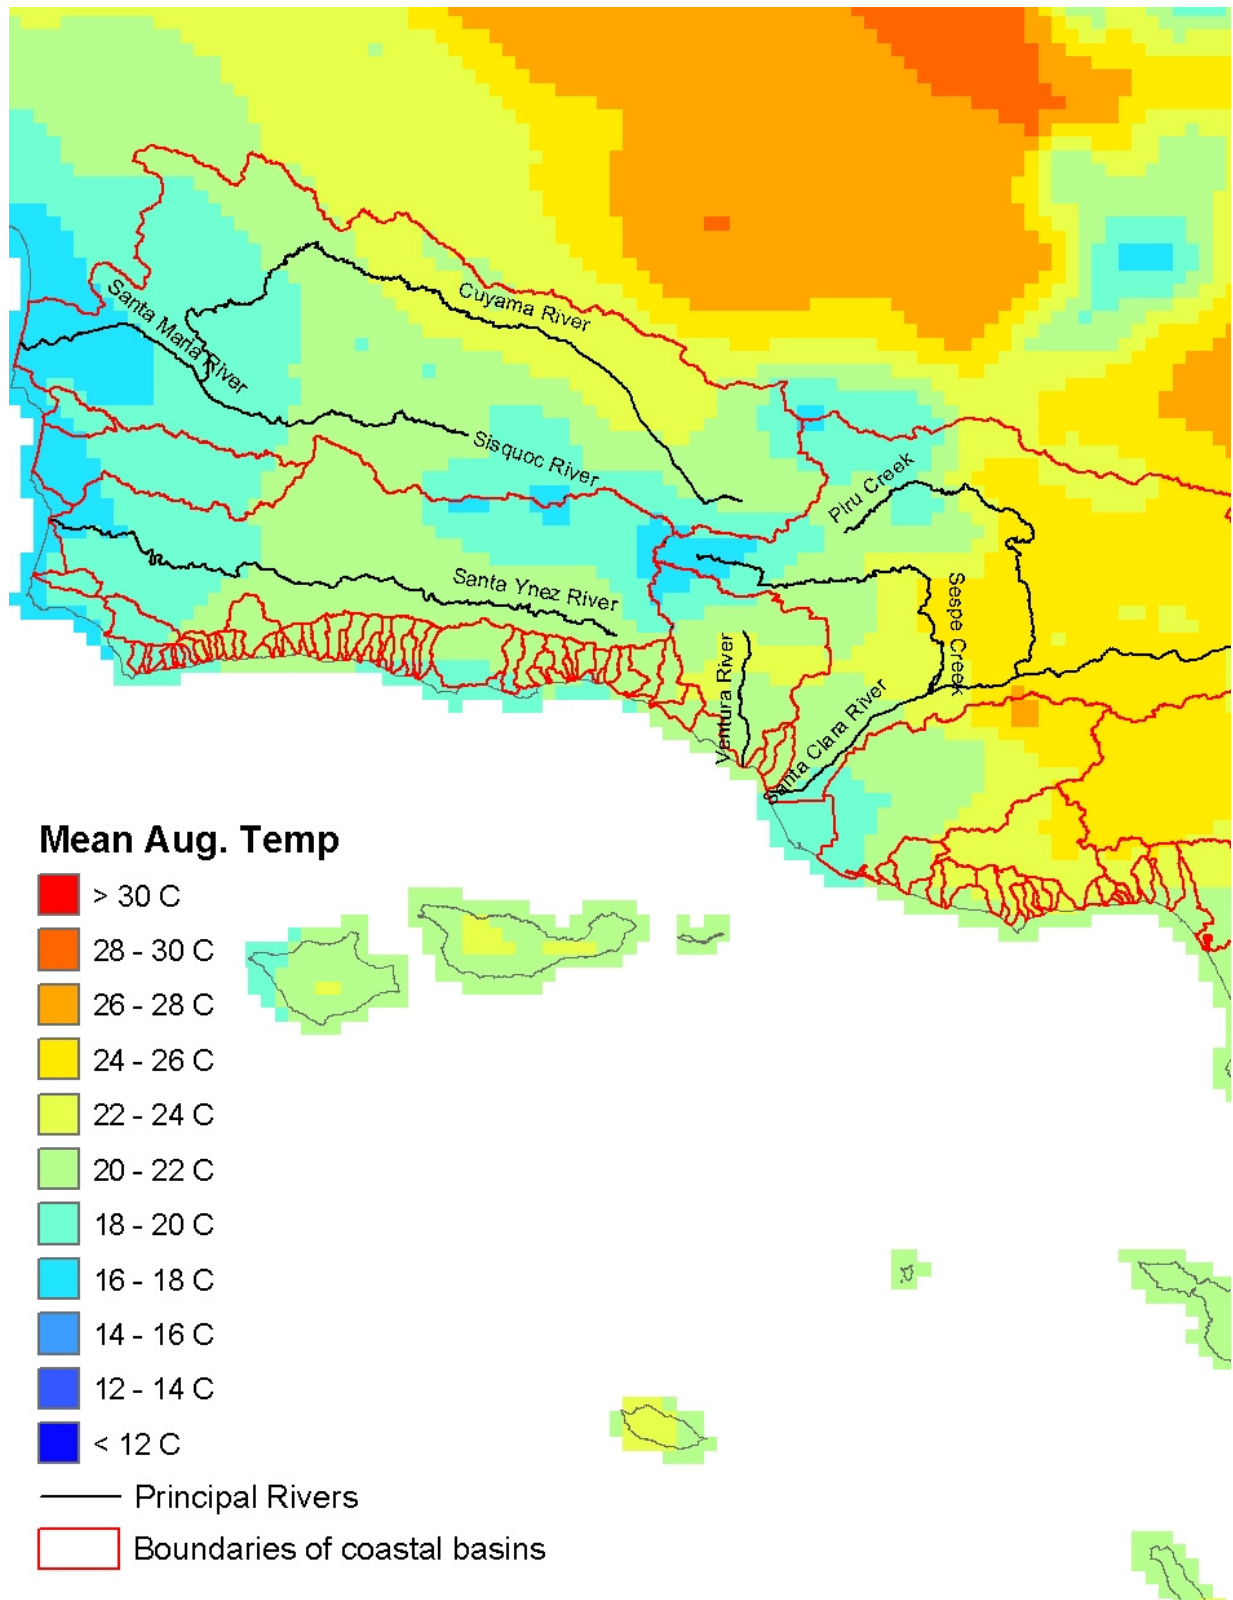 Cuyama River
Santa Maria River
Sisquoc River
Piru Creek
Santa Ynez River
Sespe Creek
Ventura River
Santa Clara River
Mean Aug. Temp
> 30 C
28 - 30 C
26 - 28 C
24 - 26 C
22 - 24 C
20 - 22 C
18 - 20 C
16 - 18 C
14 - 16 C
12 - 14 C
< 12 C
Principal Rivers
Boundaries of coastal basins